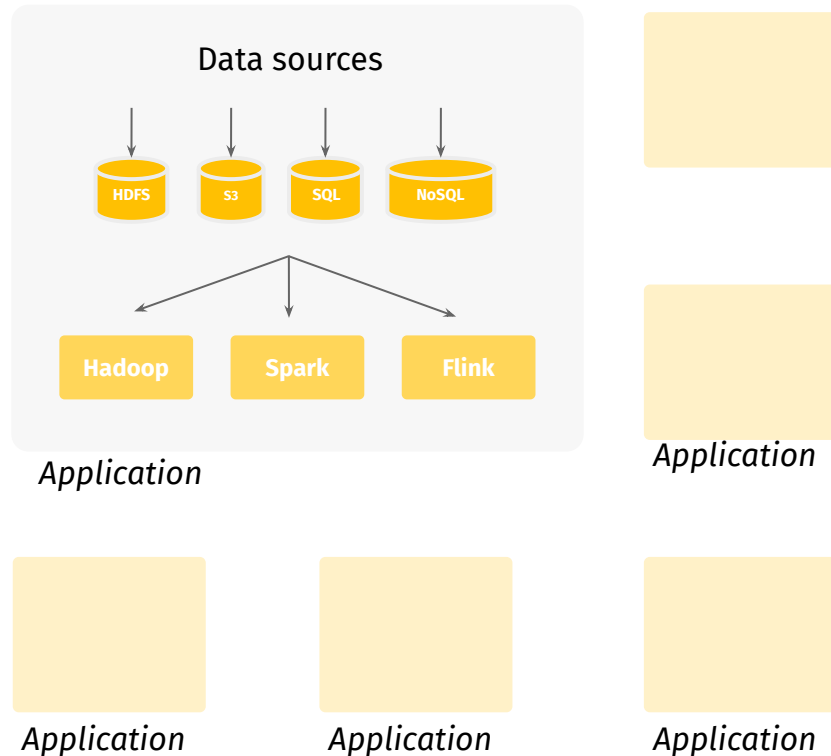 Data sources
HDFS S3 SQL NoSQL
Hadoop Spark Flink
Application
Application
Application Application Application